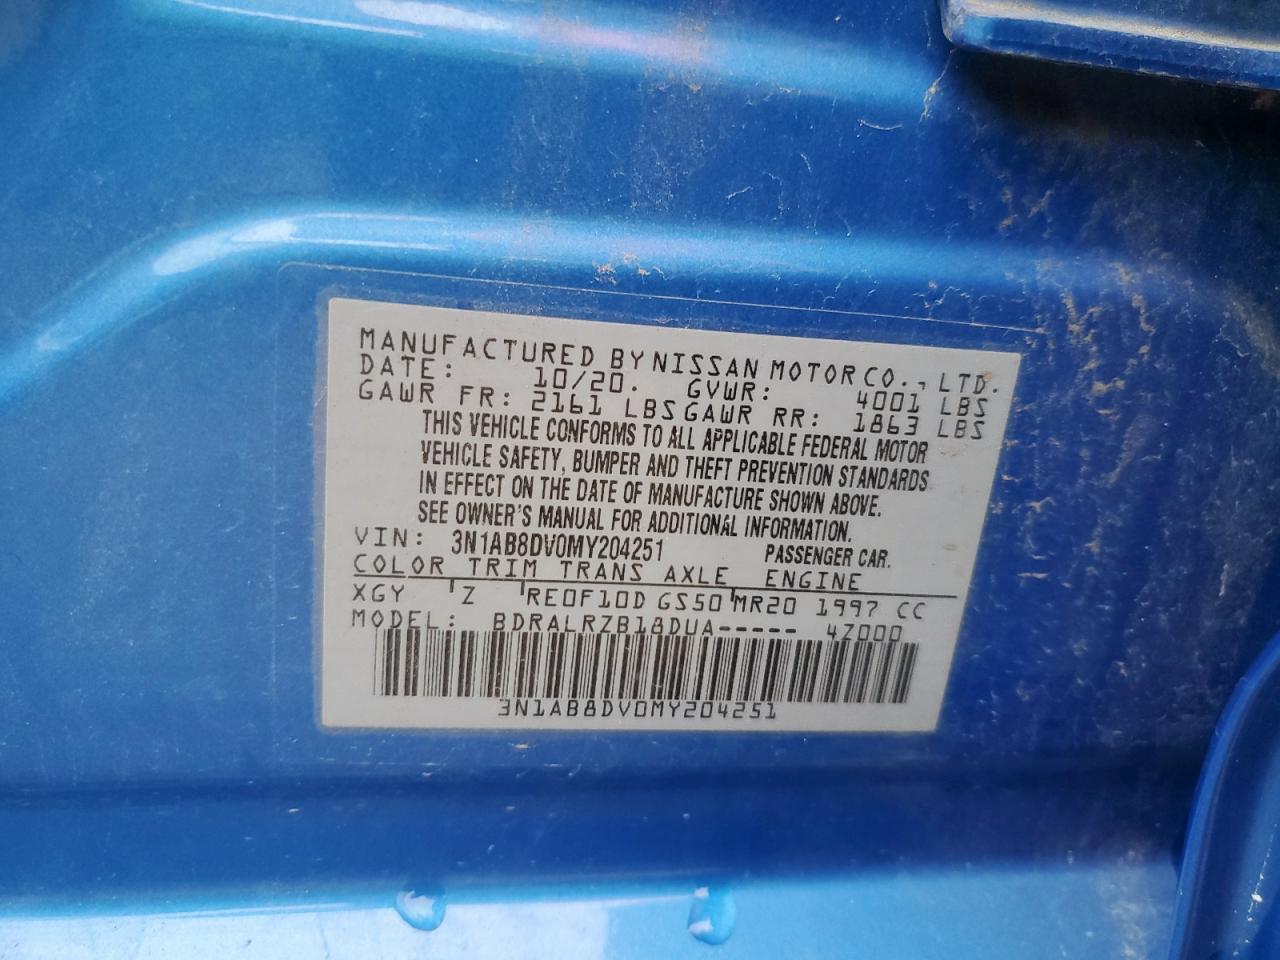 MANUFACTURED BY NISSAN MOTOR CO., LTD.
DATE: 10/20. GVWR: 4001 LBS
GAWR FR: 2161 LBS GAWR RR: 1863 LBS
THIS VEHICLE CONFORMS TO ALL APPLICABLE FEDERAL MOTOR
VEHICLE SAFETY, BUMPER AND THEFT PREVENTION STANDARDS
IN EFFECT ON THE DATE OF MANUFACTURE SHOWN ABOVE.
SEE OWNER'S MANUAL FOR ADDITIONAL INFORMATION.
VIN: 3N1AB8DV0MY204251 PASSENGER CAR.
COLOR TRIM TRANS AXLE ENGINE
XGY Z RE0F10D GS50 MR20 1997 CC
MODEL: BDRALRZB18DUA----- 4Z000
3N1AB8DV0MY204251